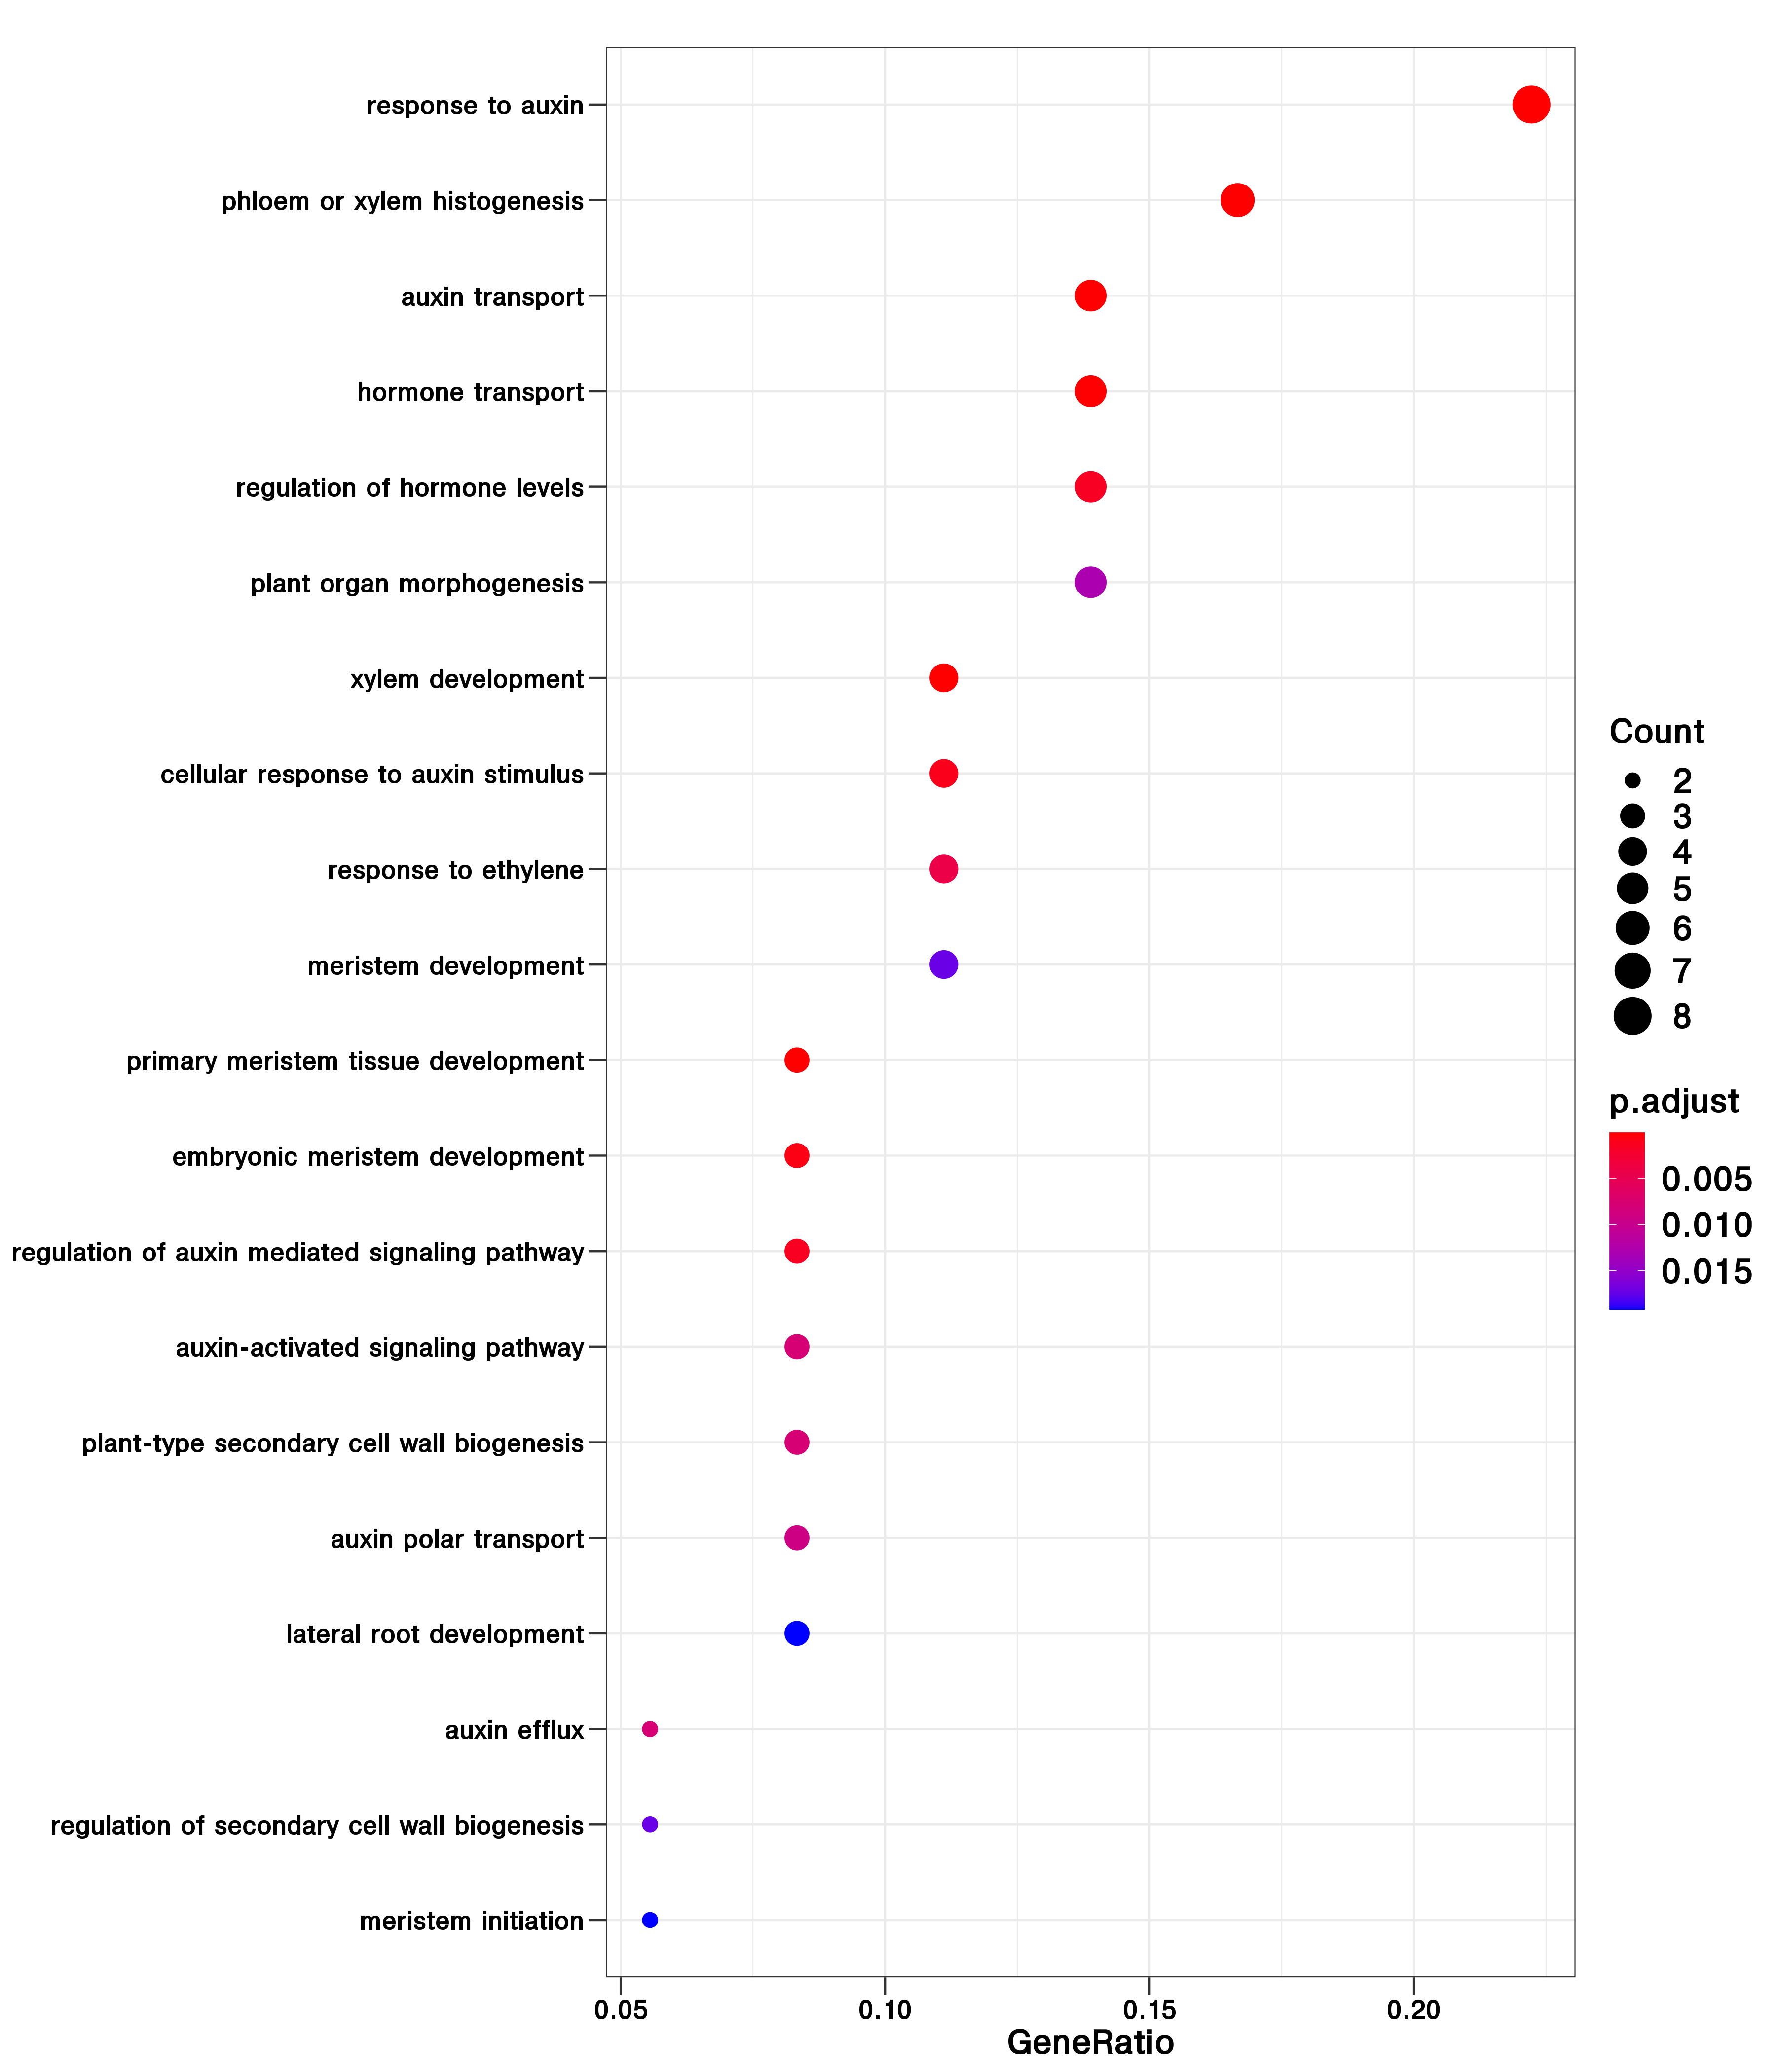 response to auxin
phloem or xylem histogenesis
auxin transport
hormone transport
regulation of hormone levels
plant organ morphogenesis
xylem development
cellular response to auxin stimulus
response to ethylene
meristem development
primary meristem tissue development
embryonic meristem development
regulation of auxin mediated signaling pathway
auxin-activated signaling pathway
plant-type secondary cell wall biogenesis
auxin polar transport
lateral root development
auxin efflux
regulation of secondary cell wall biogenesis
meristem initiation
0.05 0.10 0.15 0.20
GeneRatio
Count
2
3
4
5
6
7
8
p.adjust
0.005
0.010
0.015